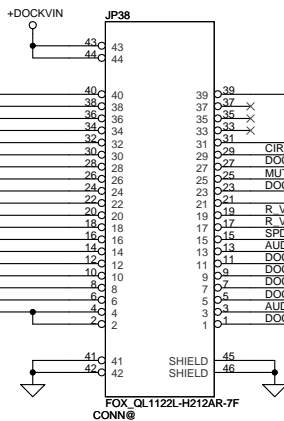 +DOCKVIN
JP38
43 43
44 44
40 40 39 39
38 38 37 37
36 36 35 35
34 34 33 33
32 32 31 31
30 30 29 29 CIR
28 28 27 27 DOC
26 26 25 25 MUT
24 24 23 23 DOC
22 22 21 21
20 20 19 19 R_V
18 18 17 17 R_V
16 16 15 15 SPD
14 14 13 13 AUD
12 12 11 11 DOC
10 10 9 9 DOC
8 8 7 7 DOC
6 6 5 5 DOC
4 4 3 3 AUD
2 2 1 1 DOC
41 41 SHIELD 45
42 42 SHIELD 46
FOX_QL1122L-H212AR-7F
CONN@